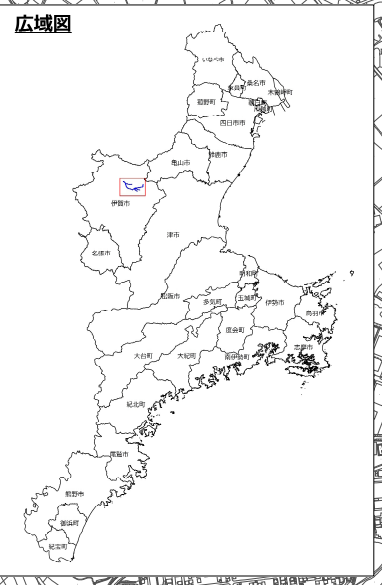 広域図
いなべ市
桑名市
東員町
木曽岬町
菰野町
朝日町
川越町
四日市市
鈴鹿市
亀山市
伊賀市
津市
名張市
明和町
松阪市
多気町
玉城町
伊勢市
鳥羽市
度会町
志摩市
大台町
大紀町
南伊勢町
紀北町
尾鷲市
熊野市
御浜町
紀宝町